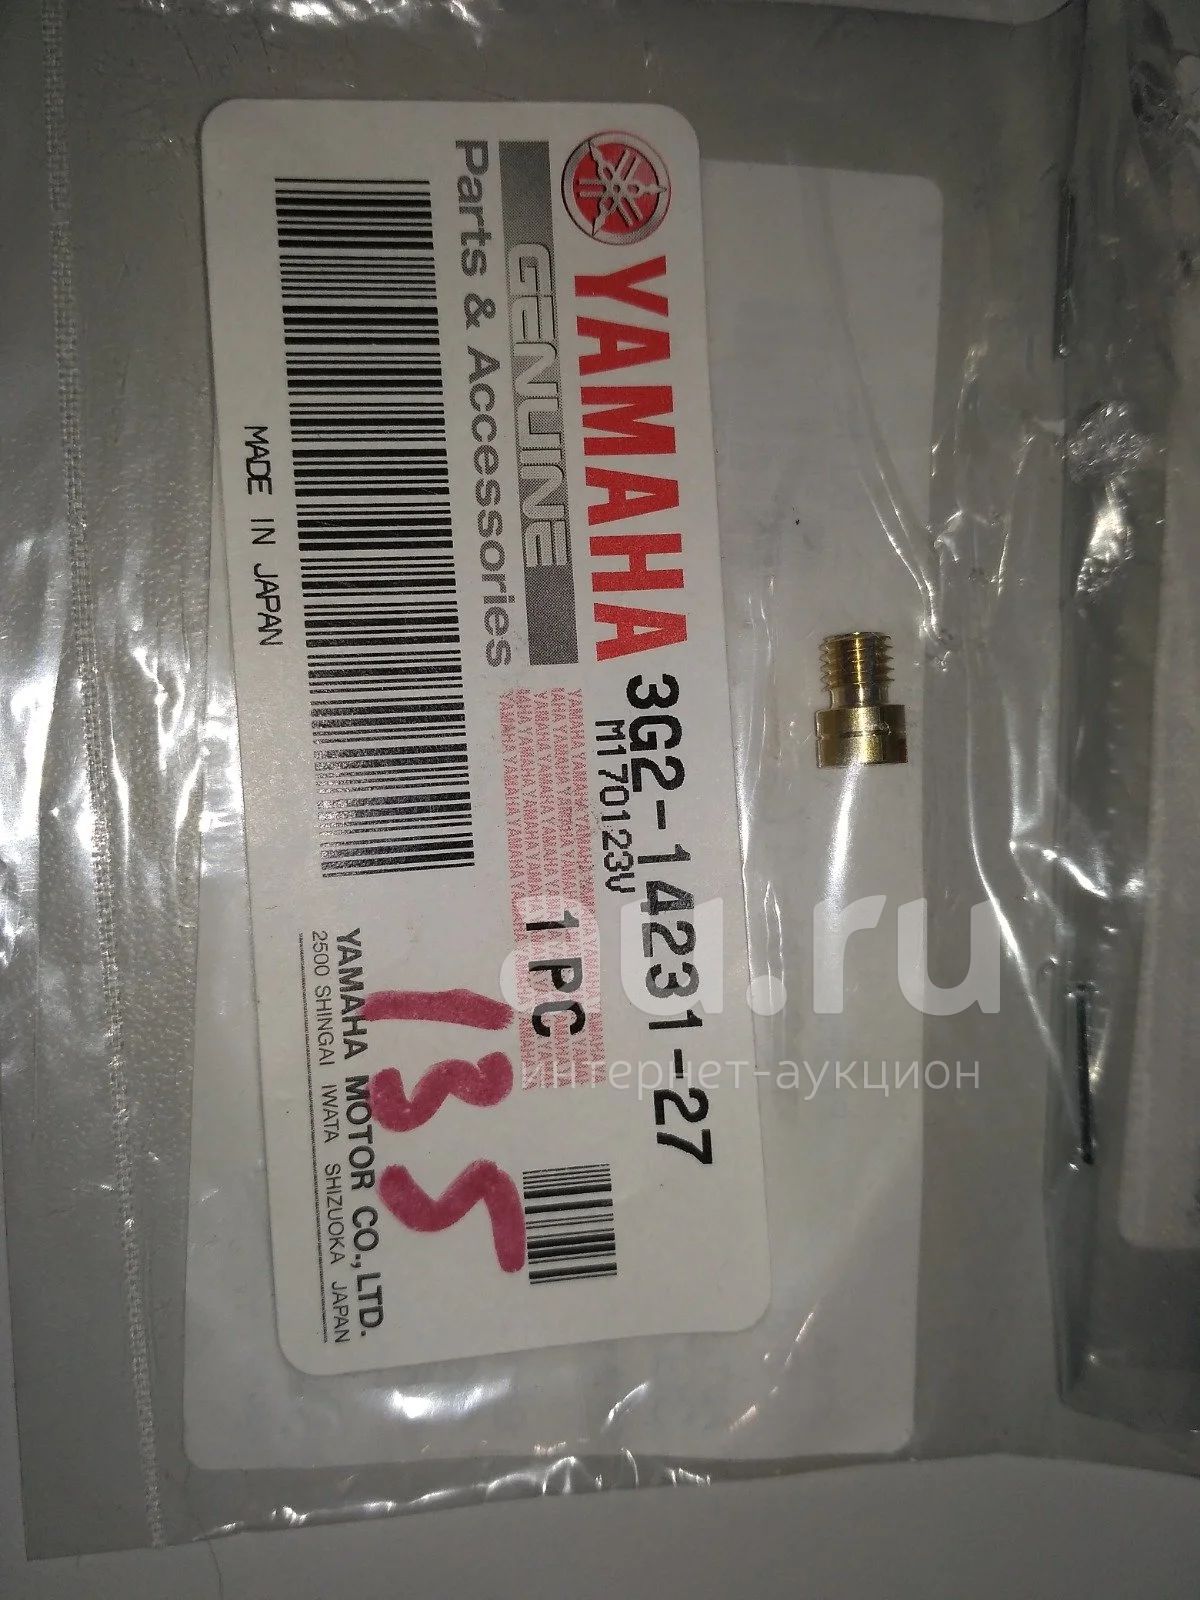 YAMAHA
GENUINE
Parts & Accessories
3G2-14231-27
M170123V
1PC
135
MADE IN JAPAN
YAMAHA MOTOR CO., LTD.
2500 SHINGAI IWATA SHIZUOKA JAPAN
au.ru
интернет-аукцион